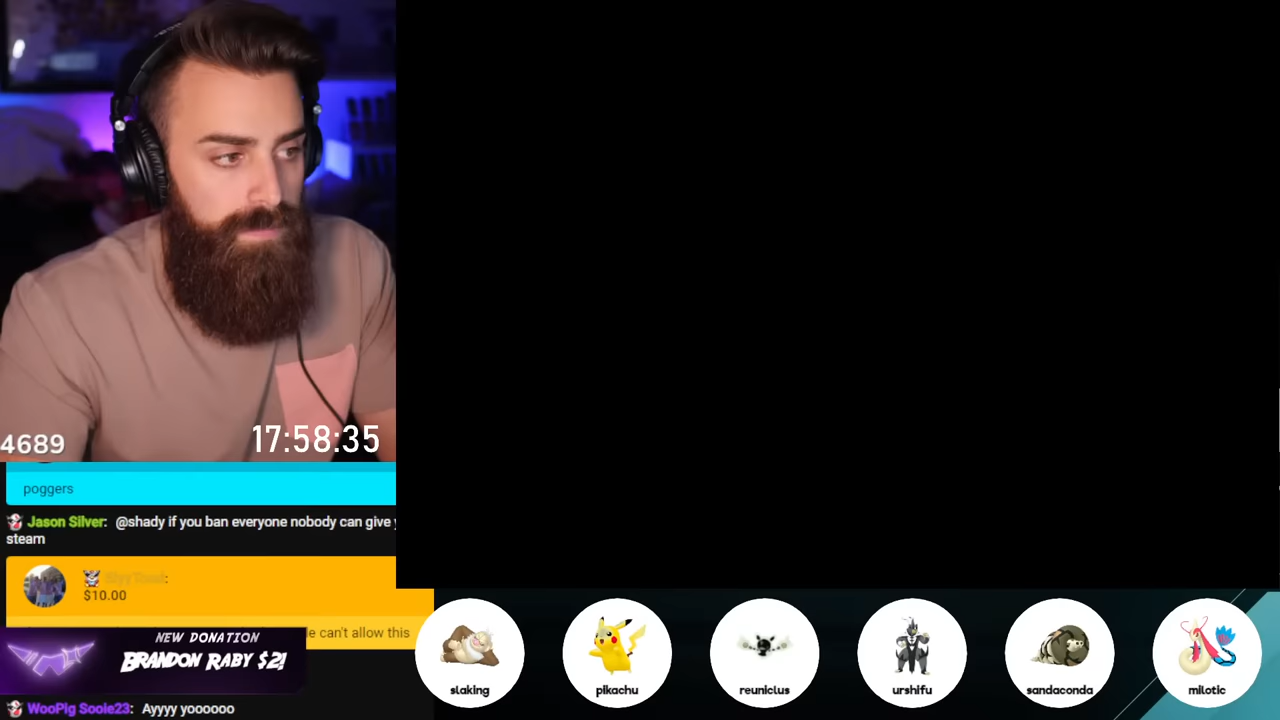 4689
17:58:35
poggers
Jason Silver: @shady if you ban everyone nobody can give
steam
$10.00
can't allow this
NEW DONATION
BRANDON RABY $2!
WooPig Sooie23: Ayyyy yoooooo
slaking
pikachu
reuniclus
urshifu
sandaconda
milotic